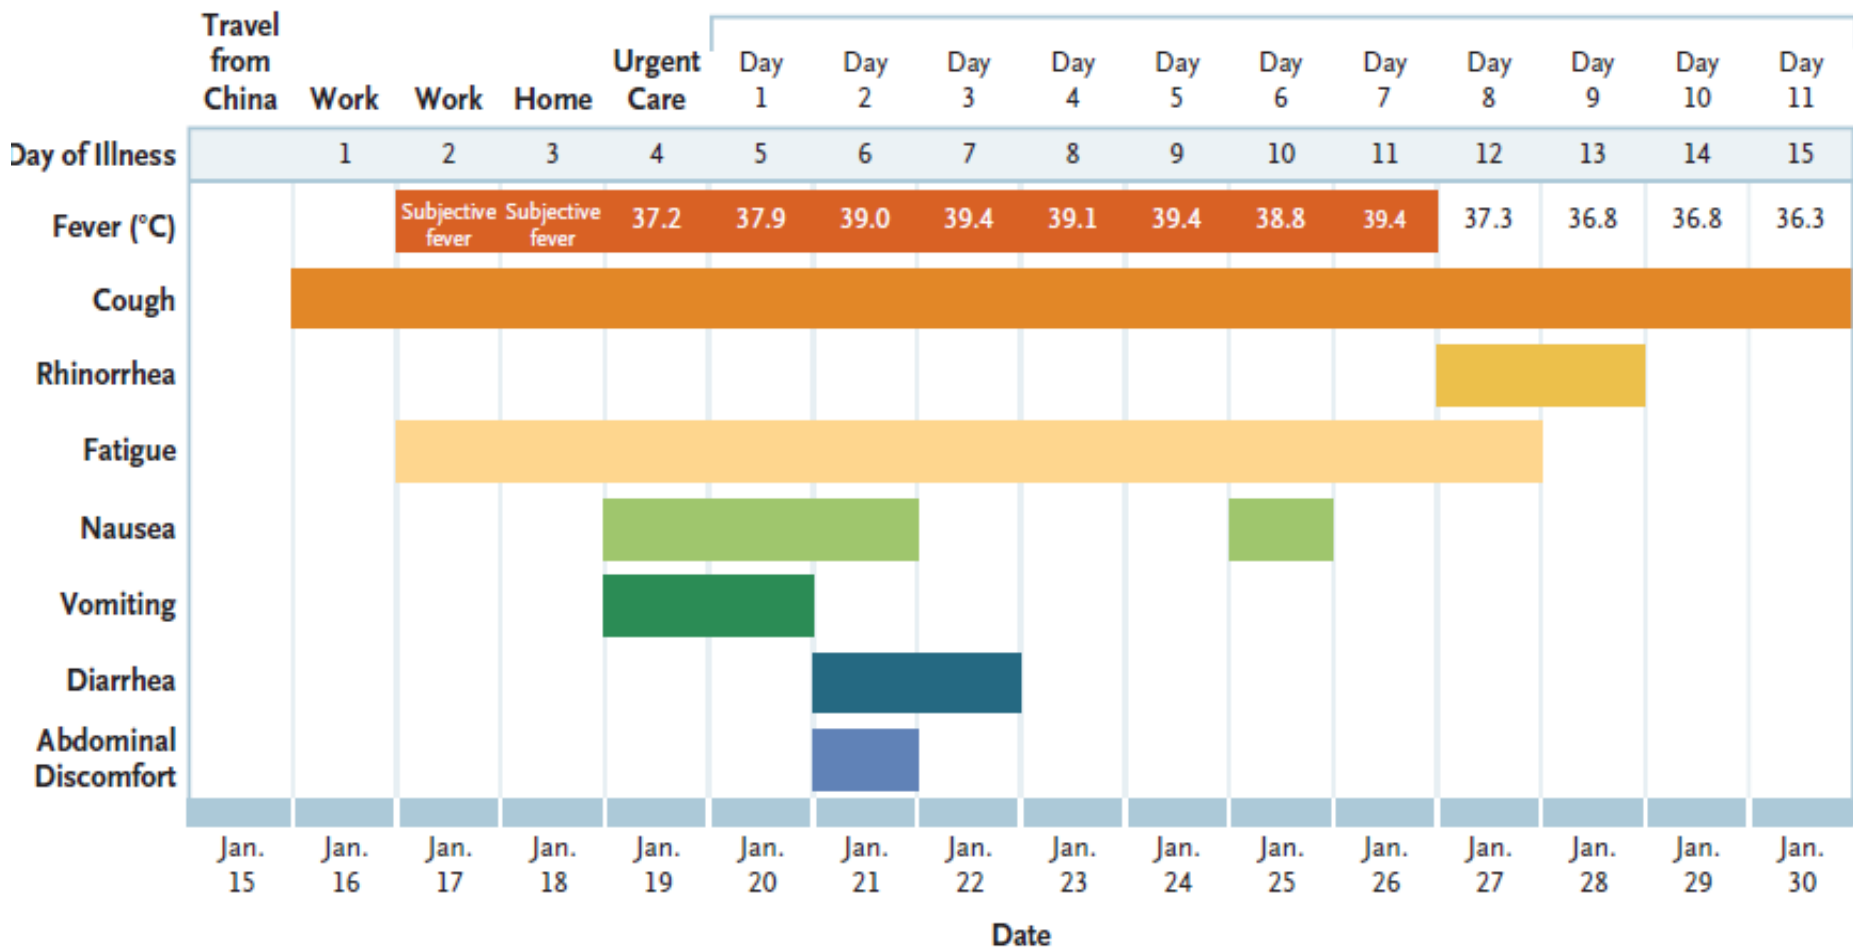 Travel
from
China Work Work Home Urgent
Care Day
1 Day
2 Day
3 Day
4 Day
5 Day
6 Day
7 Day
8 Day
9 Day
10 Day
11
Day of Illness 1 2 3 4 5 6 7 8 9 10 11 12 13 14 15
Fever (°C) Subjective
fever Subjective
fever 37.2 37.9 39.0 39.4 39.1 39.4 38.8 39.4 37.3 36.8 36.8 36.3
Cough
Rhinorrhea
Fatigue
Nausea
Vomiting
Diarrhea
Abdominal
Discomfort
Jan.
15 Jan.
16 Jan.
17 Jan.
18 Jan.
19 Jan.
20 Jan.
21 Jan.
22 Jan.
23 Jan.
24 Jan.
25 Jan.
26 Jan.
27 Jan.
28 Jan.
29 Jan.
30
Date